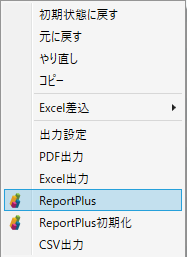 初期状態に戻す
元に戻す
やり直し
コピー
Excel差込
出力設定
PDF出力
Excel出力
ReportPlus
ReportPlus初期化
CSV出力